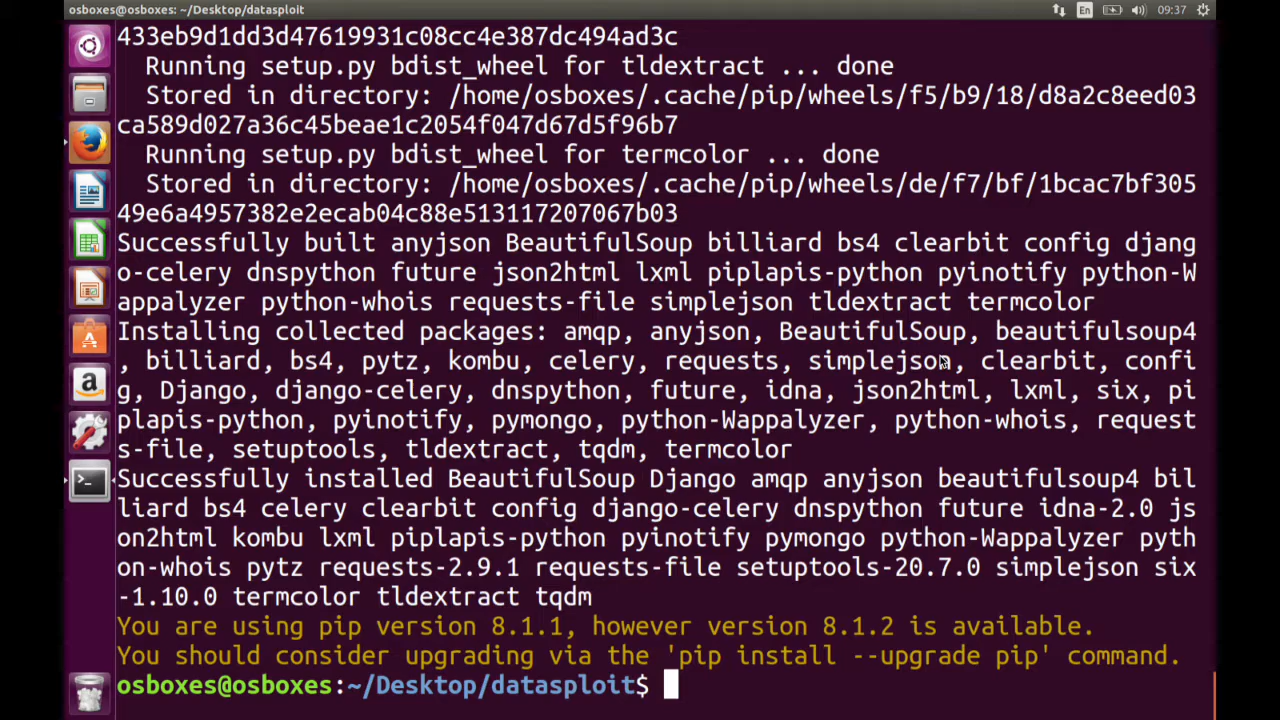 osboxes@osboxes: ~/Desktop/datasploit
En
09:37
433eb9d1dd3d47619931c08cc4e387dc494ad3c
  Running setup.py bdist_wheel for tldextract ... done
  Stored in directory: /home/osboxes/.cache/pip/wheels/f5/b9/18/d8a2c8eed03
ca589d027a36c45beae1c2054f047d67d5f96b7
  Running setup.py bdist_wheel for termcolor ... done
  Stored in directory: /home/osboxes/.cache/pip/wheels/de/f7/bf/1bcac7bf305
49e6a4957382e2ecab04c88e513117207067b03
Successfully built anyjson BeautifulSoup billiard bs4 clearbit config djang
o-celery dnspython future json2html lxml piplapis-python pyinotify python-W
appalyzer python-whois requests-file simplejson tldextract termcolor
Installing collected packages: amqp, anyjson, BeautifulSoup, beautifulsoup4
, billiard, bs4, pytz, kombu, celery, requests, simplejson, clearbit, confi
g, Django, django-celery, dnspython, future, idna, json2html, lxml, six, pi
plapis-python, pyinotify, pymongo, python-Wappalyzer, python-whois, request
s-file, setuptools, tldextract, tqdm, termcolor
Successfully installed BeautifulSoup Django amqp anyjson beautifulsoup4 bil
liard bs4 celery clearbit config django-celery dnspython future idna-2.0 js
on2html kombu lxml piplapis-python pyinotify pymongo python-Wappalyzer pyth
on-whois pytz requests-2.9.1 requests-file setuptools-20.7.0 simplejson six
-1.10.0 termcolor tldextract tqdm
You are using pip version 8.1.1, however version 8.1.2 is available.
You should consider upgrading via the 'pip install --upgrade pip' command.
osboxes@osboxes:~/Desktop/datasploit$